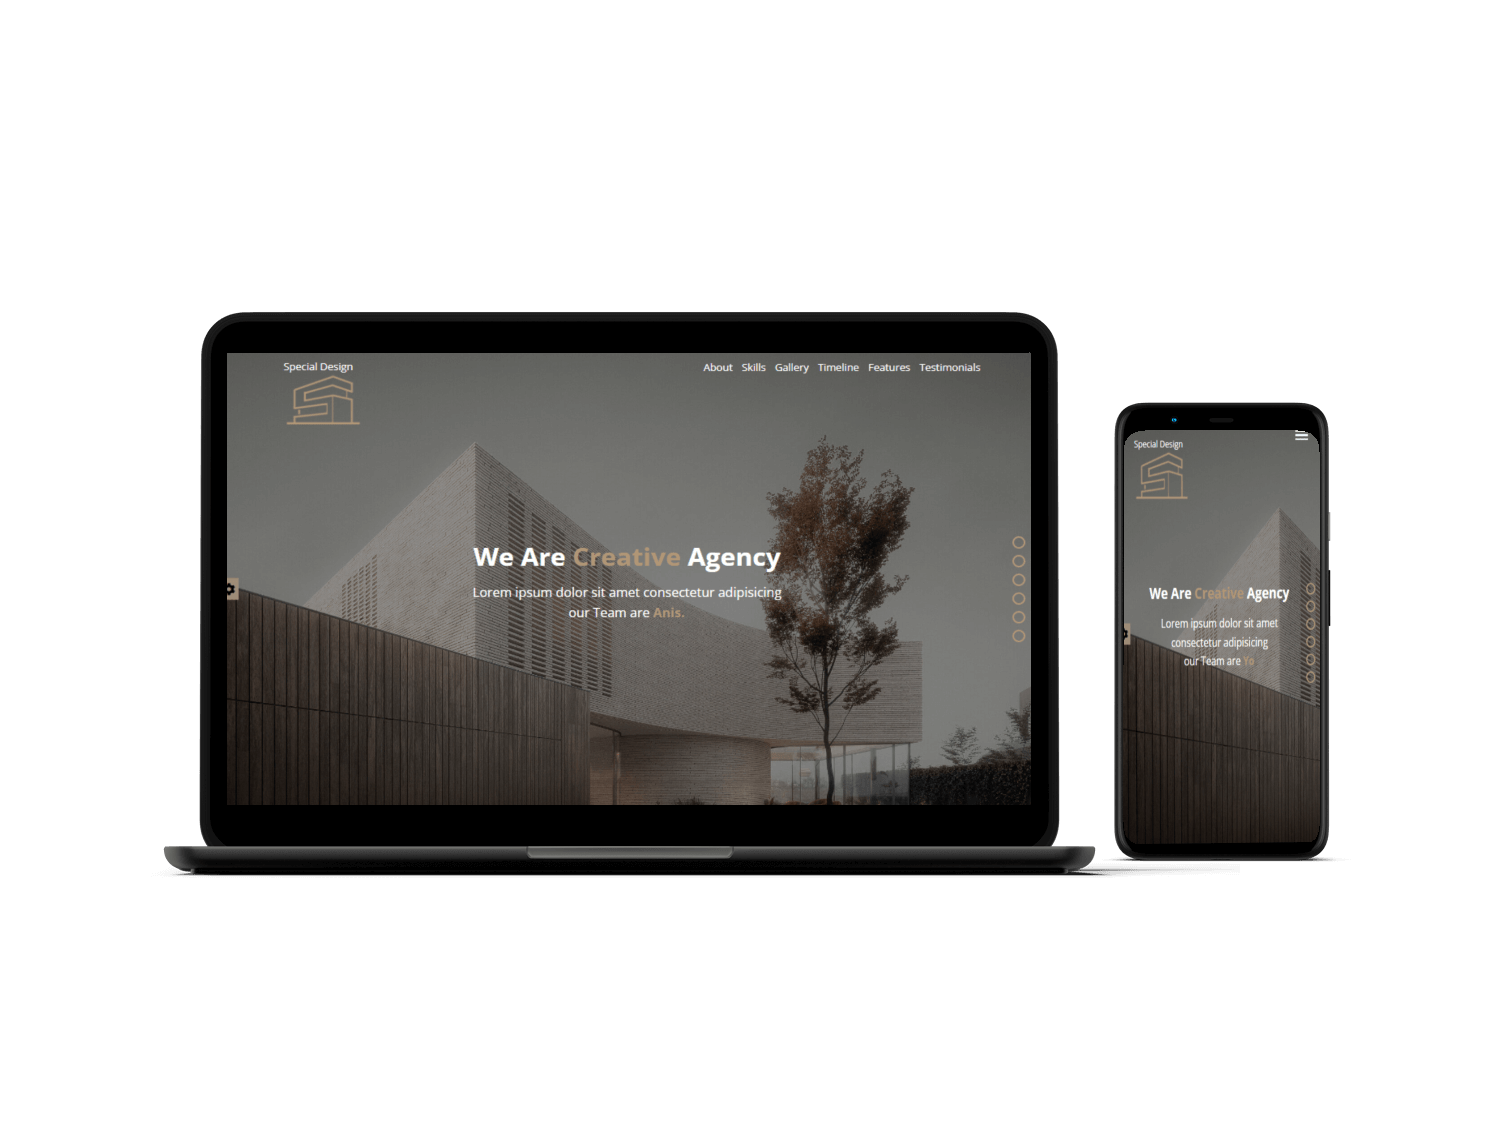 Special Design
About Skills Gallery Timeline Features Testimonials
We Are Creative Agency
Lorem ipsum dolor sit amet consectetur adipisicing
our Team are Anis.
Special Design
We Are Creative Agency
Lorem ipsum dolor sit amet
consectetur adipisicing
our Team are Yo